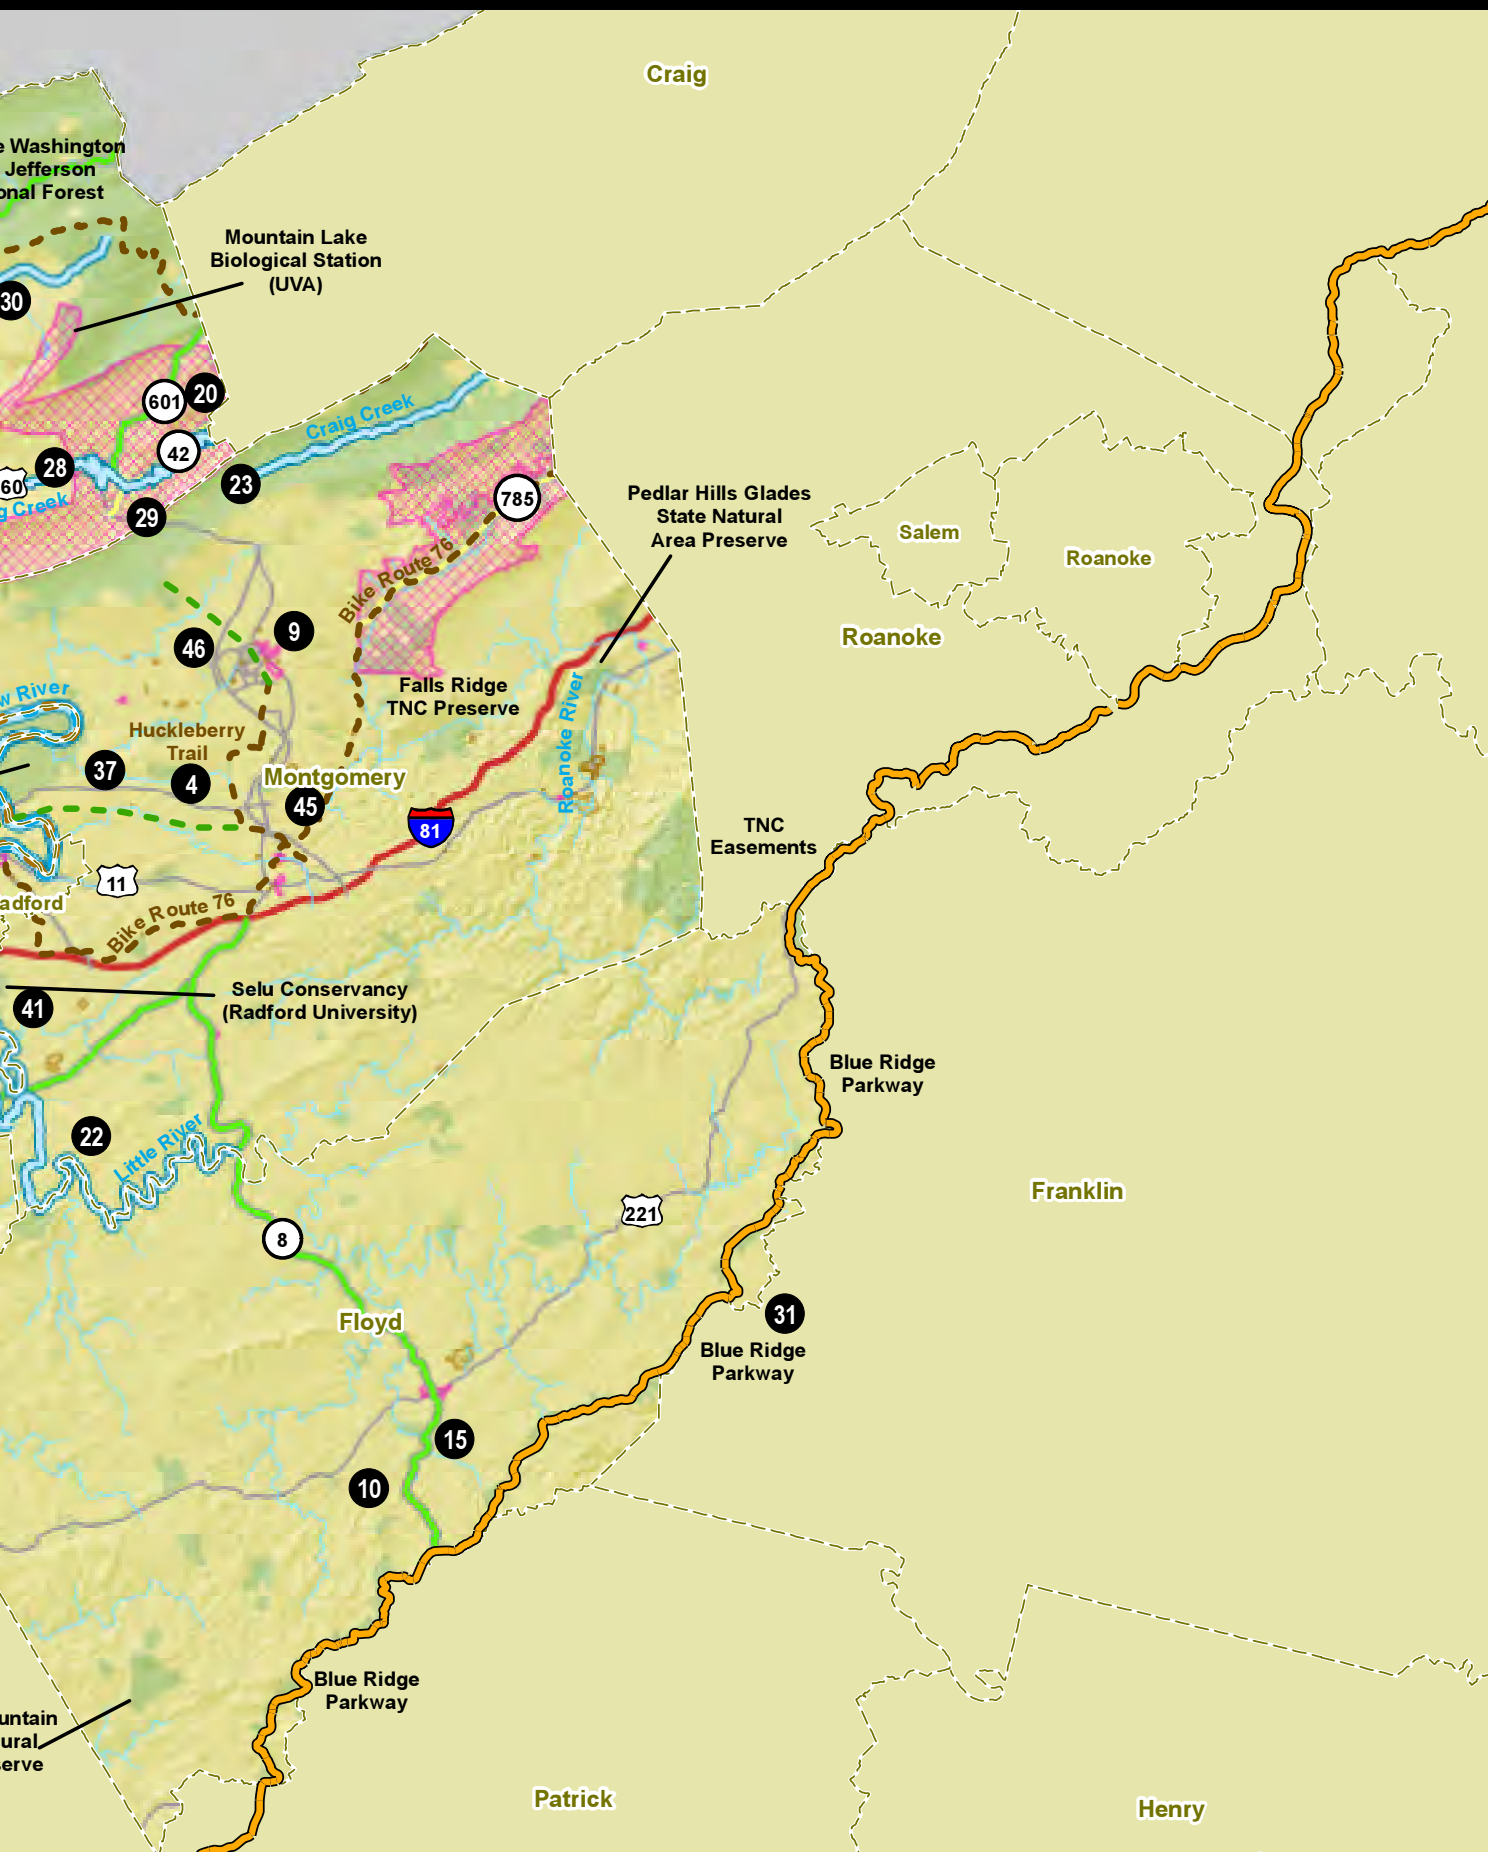 Craig
e Washington
Jefferson
onal Forest
Mountain Lake
Biological Station
(UVA)
30
601
20
42
28
60
g Creek
29
23
Craig Creek
785
Bike Route 76
Pedlar Hills Glades
State Natural
Area Preserve
Salem
Roanoke
Roanoke
9
46
w River
Falls Ridge
TNC Preserve
Roanoke River
Huckleberry
Trail
37
4
Montgomery
45
81
TNC
Easements
11
adford
Bike Route 76
Selu Conservancy
(Radford University)
41
Blue Ridge
Parkway
22
Little River
Franklin
221
8
Floyd
31
Blue Ridge
Parkway
15
10
Blue Ridge
Parkway
untain
ural
serve
Patrick
Henry